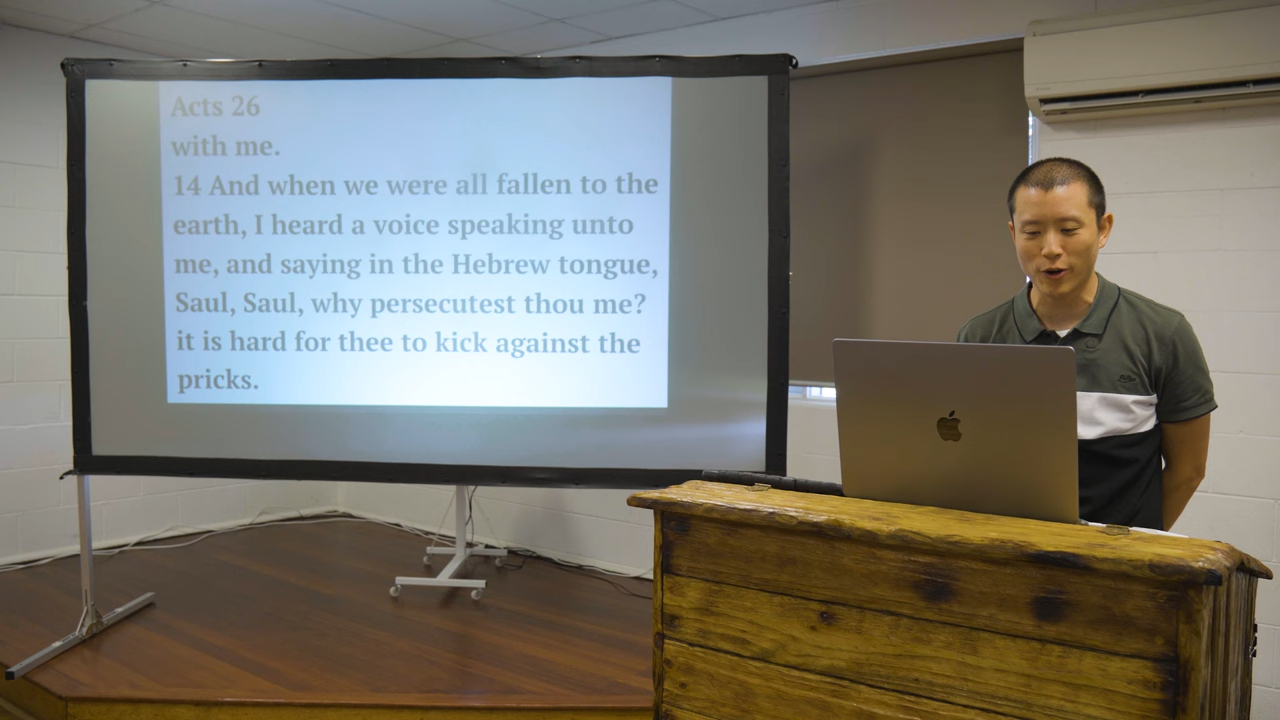 Acts 26
with me.
14 And when we were all fallen to the
earth, I heard a voice speaking unto
me, and saying in the Hebrew tongue,
Saul, Saul, why persecutest thou me?
it is hard for thee to kick against the
pricks.